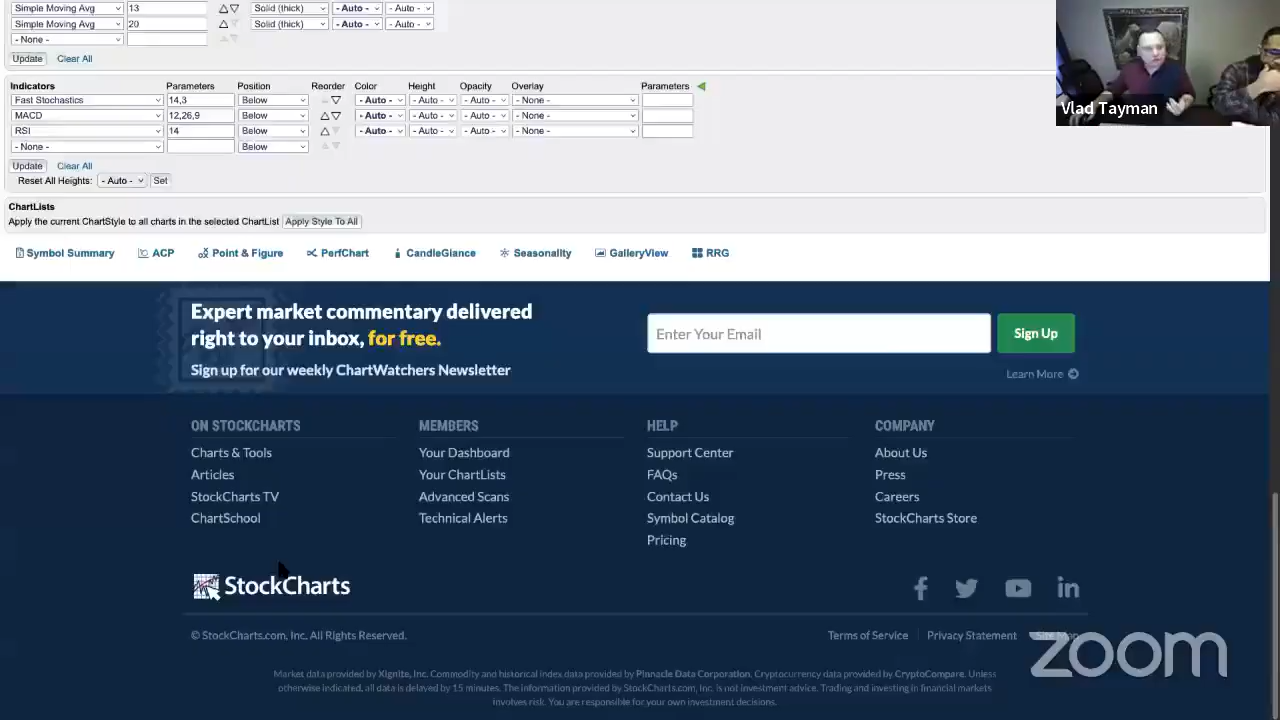 Simple Moving Avg 13 Solid (thick) - Auto - - Auto -
Simple Moving Avg 20 Solid (thick) - Auto - - Auto -
- None -
Update Clear All
Indicators Parameters Position Reorder Color Height Opacity Overlay Parameters
Fast Stochastics 14,3 Below - Auto - - Auto - - Auto - - None -
MACD 12,26,9 Below - Auto - - Auto - - Auto - - None -
RSI 14 Below - Auto - - Auto - - Auto - - None -
- None - Below
Update Clear All
Reset All Heights: - Auto - Set
Vlad Tayman
ChartLists
Apply the current ChartStyle to all charts in the selected ChartList Apply Style To All
Symbol Summary ACP Point & Figure PerfChart CandleGlance Seasonality GalleryView RRG
Expert market commentary delivered
right to your inbox, for free.
Sign up for our weekly ChartWatchers Newsletter
Enter Your Email Sign Up
Learn More
ON STOCKCHARTS MEMBERS HELP COMPANY
Charts & Tools Your Dashboard Support Center About Us
Articles Your ChartLists FAQs Press
StockCharts TV Advanced Scans Contact Us Careers
ChartSchool Technical Alerts Symbol Catalog StockCharts Store
Pricing
StockCharts
© StockCharts.com, Inc. All Rights Reserved. Terms of Service Privacy Statement Site Map
zoom
Market data provided by Xignite, Inc. Commodity and historical index data provided by Pinnacle Data Corporation. Cryptocurrency data provided by CryptoCompare. Unless
otherwise indicated, all data is delayed by 15 minutes. The information provided by StockCharts.com, Inc. is not investment advice. Trading and investing in financial markets
involves risk. You are responsible for your own investment decisions.